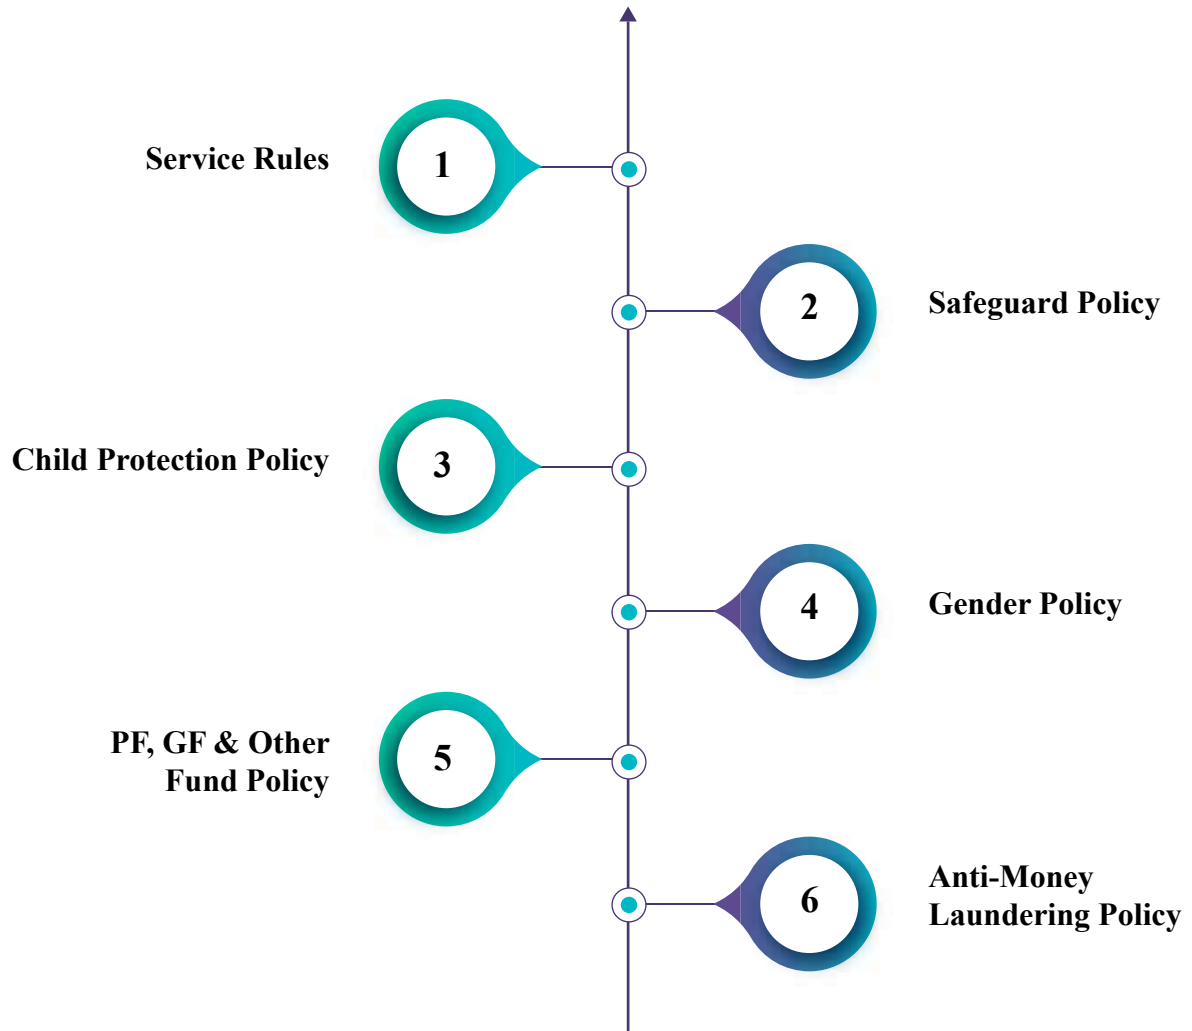 Service Rules
1
2
Safeguard Policy
Child Protection Policy
3
4
Gender Policy
PF, GF & Other
Fund Policy
5
6
Anti-Money
Laundering Policy